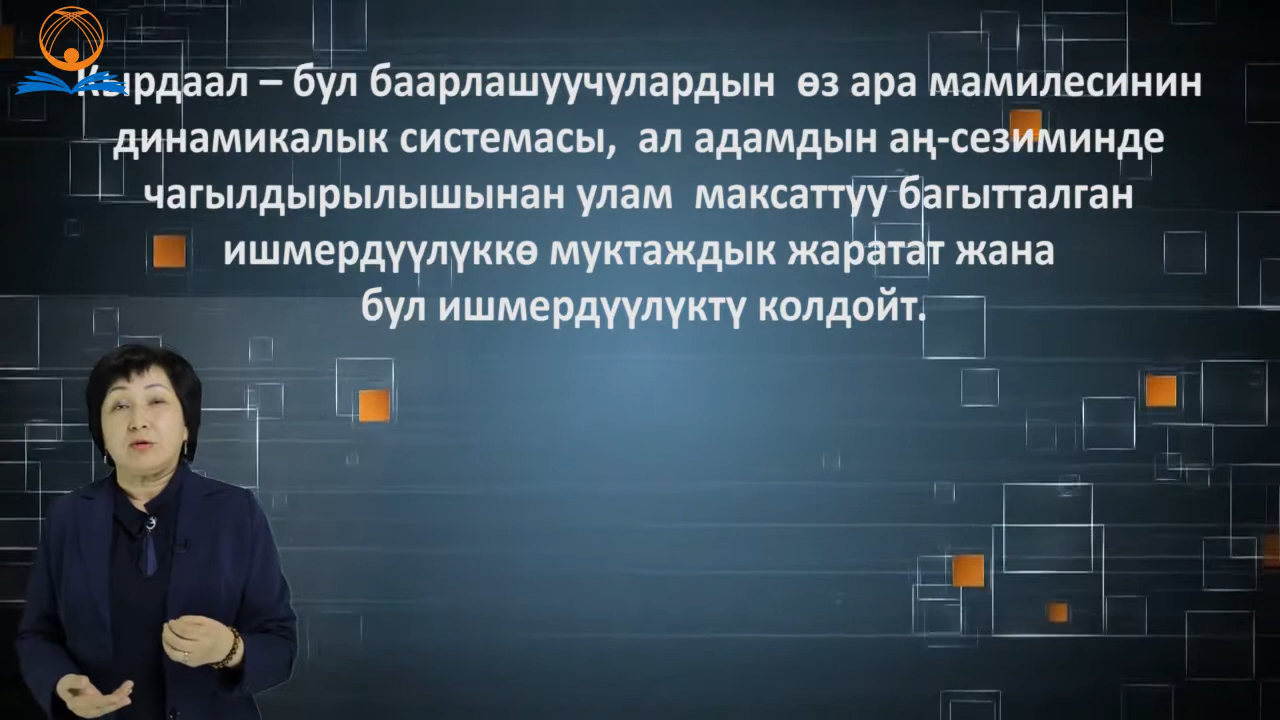 Кырдаал – бул баарлашуучулардын өз ара мамилесинин
динамикалык системасы, ал адамдын аң-сезиминде
чагылдырылышынан улам максаттуу багытталган
ишмердүүлүккө муктаждык жаратат жана
бул ишмердүүлүктү колдойт.